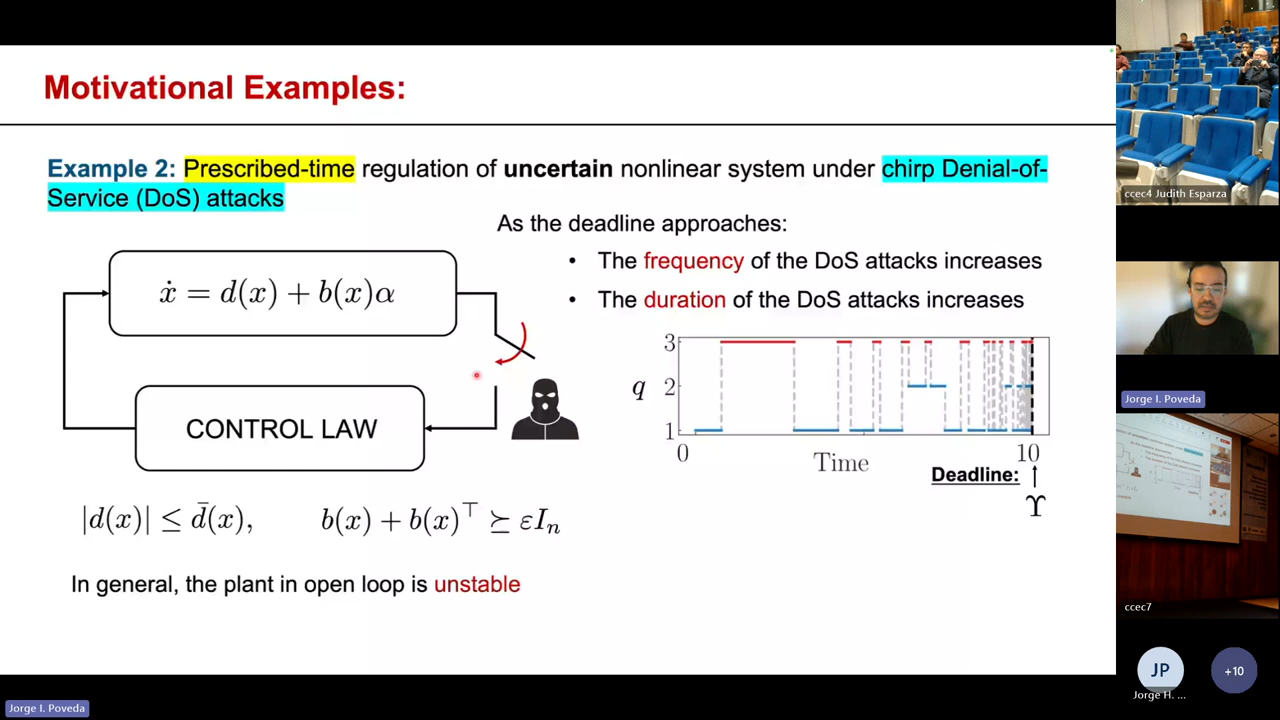 Motivational Examples:
Example 2: Prescribed-time regulation of uncertain nonlinear system under chirp Denial-of-
Service (DoS) attacks
As the deadline approaches:
• The frequency of the DoS attacks increases
• The duration of the DoS attacks increases
ẋ = d(x) + b(x)α
CONTROL LAW
q
3
2
1
0
Time
10
Deadline:
ϒ
|d(x)| ≤ d̄(x),
b(x) + b(x)⊤ ⪰ εIₙ
In general, the plant in open loop is unstable
Jorge I. Poveda
ccec4 Judith Esparza
Jorge I. Poveda
ccec7
JP
Jorge H. ...
+10